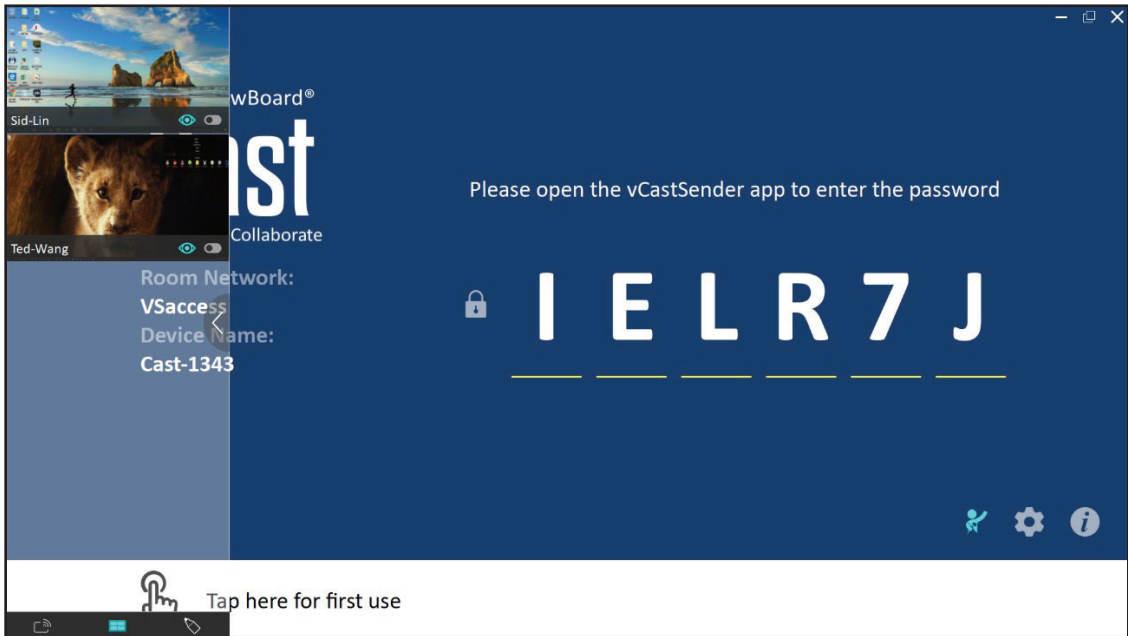 Sid-Lin
Ted-Wang
wBoard®
ast
Collaborate
Room Network:
VSaccess
Device Name:
Cast-1343
Please open the vCastSender app to enter the password
I E L R 7 J
Tap here for first use